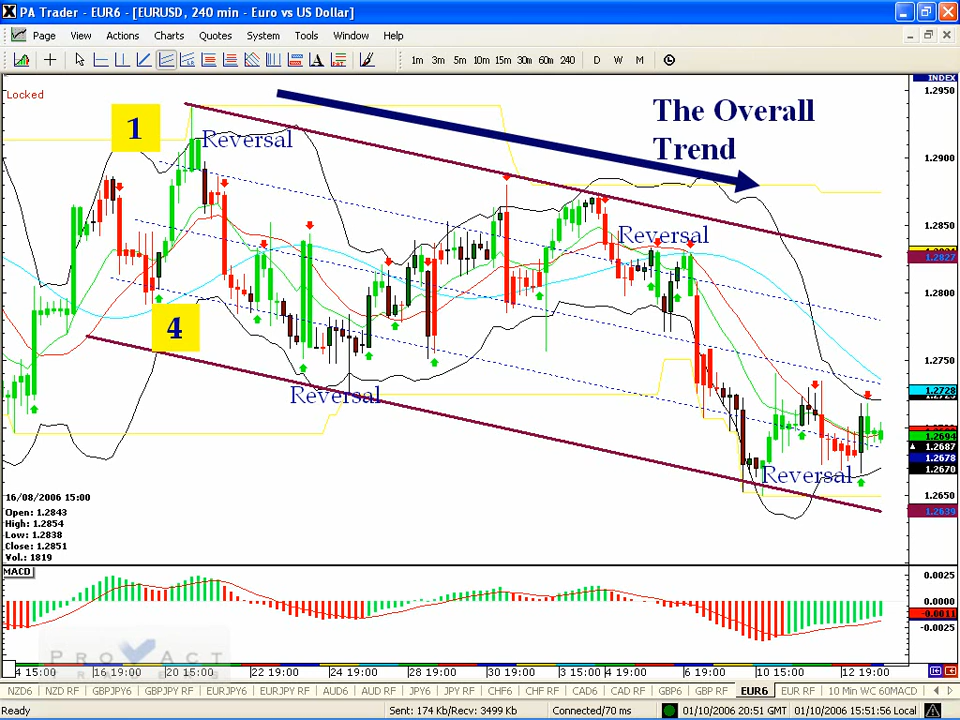 PA Trader - EUR6 - [EURUSD, 240 min - Euro vs US Dollar]
Page View Actions Charts Quotes System Tools Window Help
1m 3m 5m 10m 15m 30m 60m 240 D W M
Locked
INDEX
1.2950
1
The Overall
Trend
Reversal
1.2900
1.2850
Reversal
1.2827
1.2800
4
1.2750
Reversal
1.2728
1.2694
1.2687
1.2678
1.2670
Reversal
1.2650
1.2639
16/08/2006 15:00
Open: 1.2843
High: 1.2854
Low: 1.2838
Close: 1.2851
Vol.: 1819
MACD
0.0025
0.0000
-0.0011
-0.0025
PROVACT
4 15:00 16 19:00 20 15:00 22 19:00 24 19:00 28 19:00 30 19:00 3 15:00 4 19:00 6 19:00 10 15:00 12 19:00
NZD6 NZD RF GBPJPY6 GBPJPY RF EURJPY6 EURJPY RF AUD6 AUD RF JPY6 JPY RF CHF6 CHF RF CAD6 CAD RF GBP6 GBP RF EUR6 EUR RF 10 Min WC 60MACD
Ready Sent: 174 Kb/Recv: 3499 Kb Connected/70 ms 01/10/2006 20:51 GMT 01/10/2006 15:51:56 Local